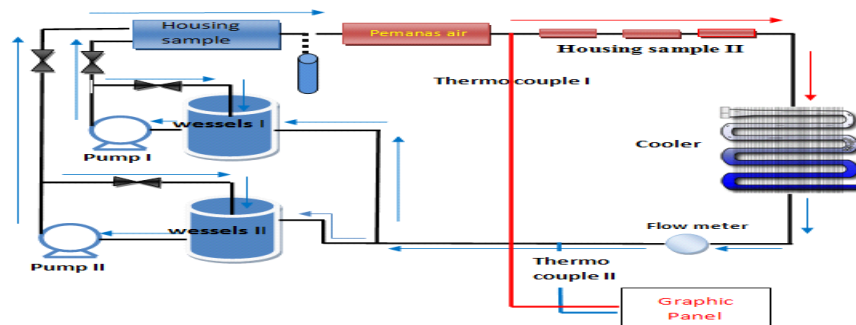 Housing
sample
Pemanas air
Housing sample II
Thermo couple I
wessels I
Pump I
Cooler
wessels II
Pump II
Flow meter
Thermo
couple II
Graphic
Panel